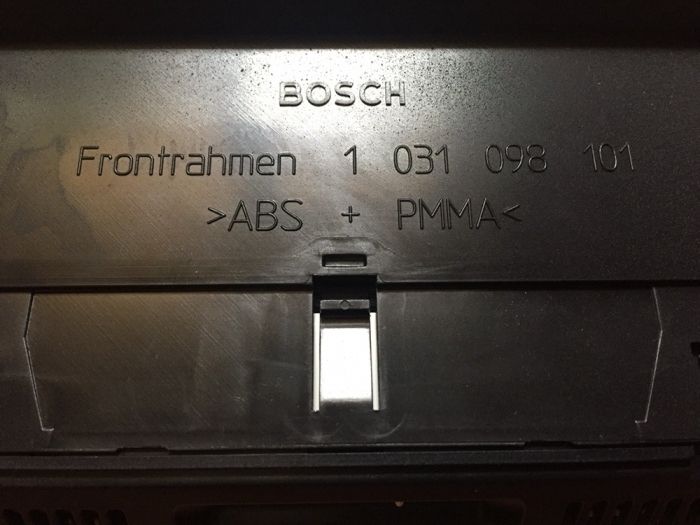 BOSCH
Frontrahmen 1 031 098 101
>ABS + PMMA<